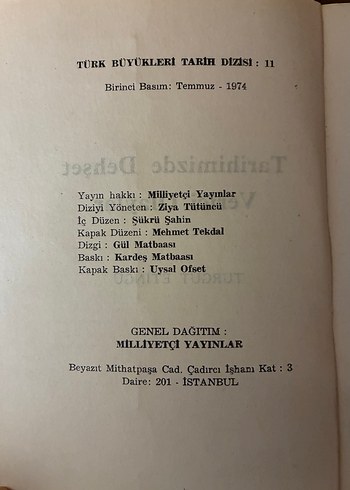 TÜRK BÜYÜKLERİ TARİH DİZİSİ : 11
Birinci Basım: Temmuz - 1974
Yayın hakkı : Milliyetçi Yayınlar
Diziyi Yöneten : Ziya Tütüncü
İç Düzen : Şükrü Şahin
Kapak Düzeni : Mehmet Tekdal
Dizgi : Gül Matbaası
Baskı : Kardeş Matbaası
Kapak Baskı : Uysal Ofset
GENEL DAĞITIM :
MİLLİYETÇİ YAYINLAR
Beyazıt Mithatpaşa Cad. Çadırcı İşhanı Kat : 3
Daire: 201 - İSTANBUL